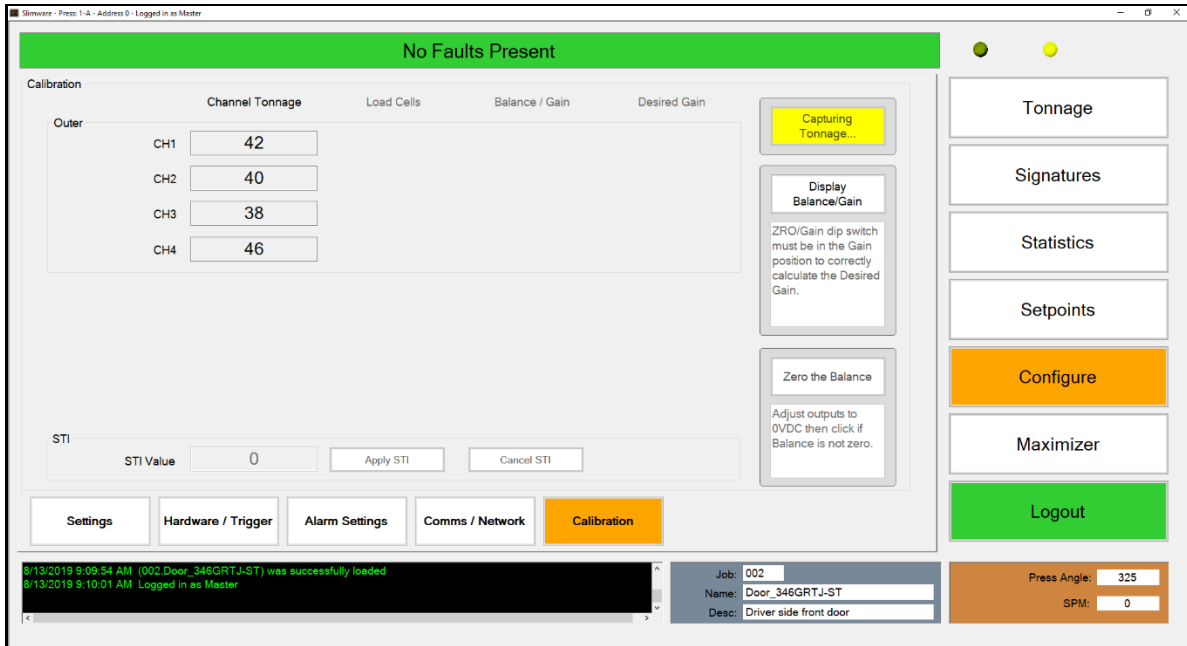 Slimware - Press: 1-A - Address 0 - Logged in as Master
No Faults Present
Calibration
Channel Tonnage
Load Cells
Balance / Gain
Desired Gain
Outer
CH1 42
CH2 40
CH3 38
CH4 46
Capturing
Tonnage...
Display
Balance/Gain
ZRO/Gain dip switch
must be in the Gain
position to correctly
calculate the Desired
Gain.
Zero the Balance
Adjust outputs to
0VDC then click if
Balance is not zero.
STI
STI Value 0 Apply STI Cancel STI
Settings
Hardware / Trigger
Alarm Settings
Comms / Network
Calibration
Tonnage
Signatures
Statistics
Setpoints
Configure
Maximizer
Logout
8/13/2019 9:09:54 AM (002.Door_346GRTJ-ST) was successfully loaded
8/13/2019 9:10:01 AM Logged in as Master
Job: 002
Name: Door_346GRTJ-ST
Desc: Driver side front door
Press Angle: 325
SPM: 0